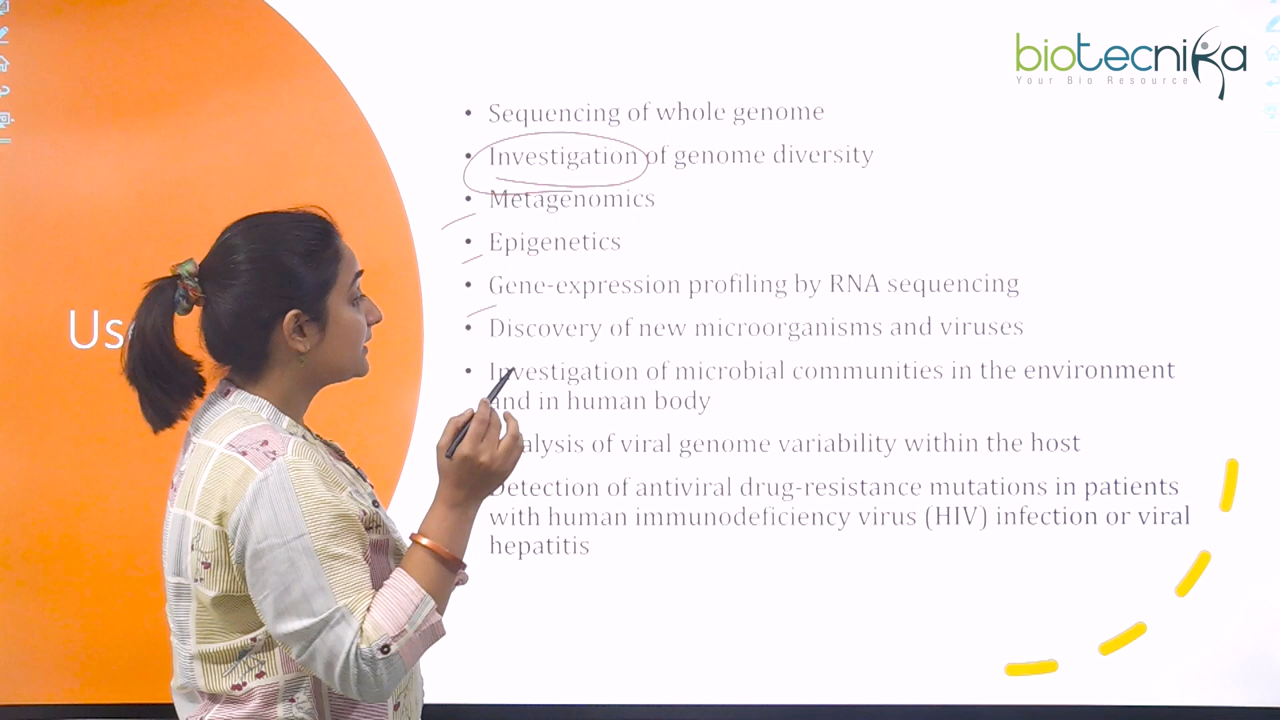 biotecnika
Your Bio Resource
• Sequencing of whole genome
• Investigation of genome diversity
• Metagenomics
• Epigenetics
Us
• Gene-expression profiling by RNA sequencing
• Discovery of new microorganisms and viruses
• Investigation of microbial communities in the environment
and in human body
of viral genome variability within the host
Detection of antiviral drug-resistance mutations in patients
with human immunodeficiency virus (HIV) infection or viral
hepatitis